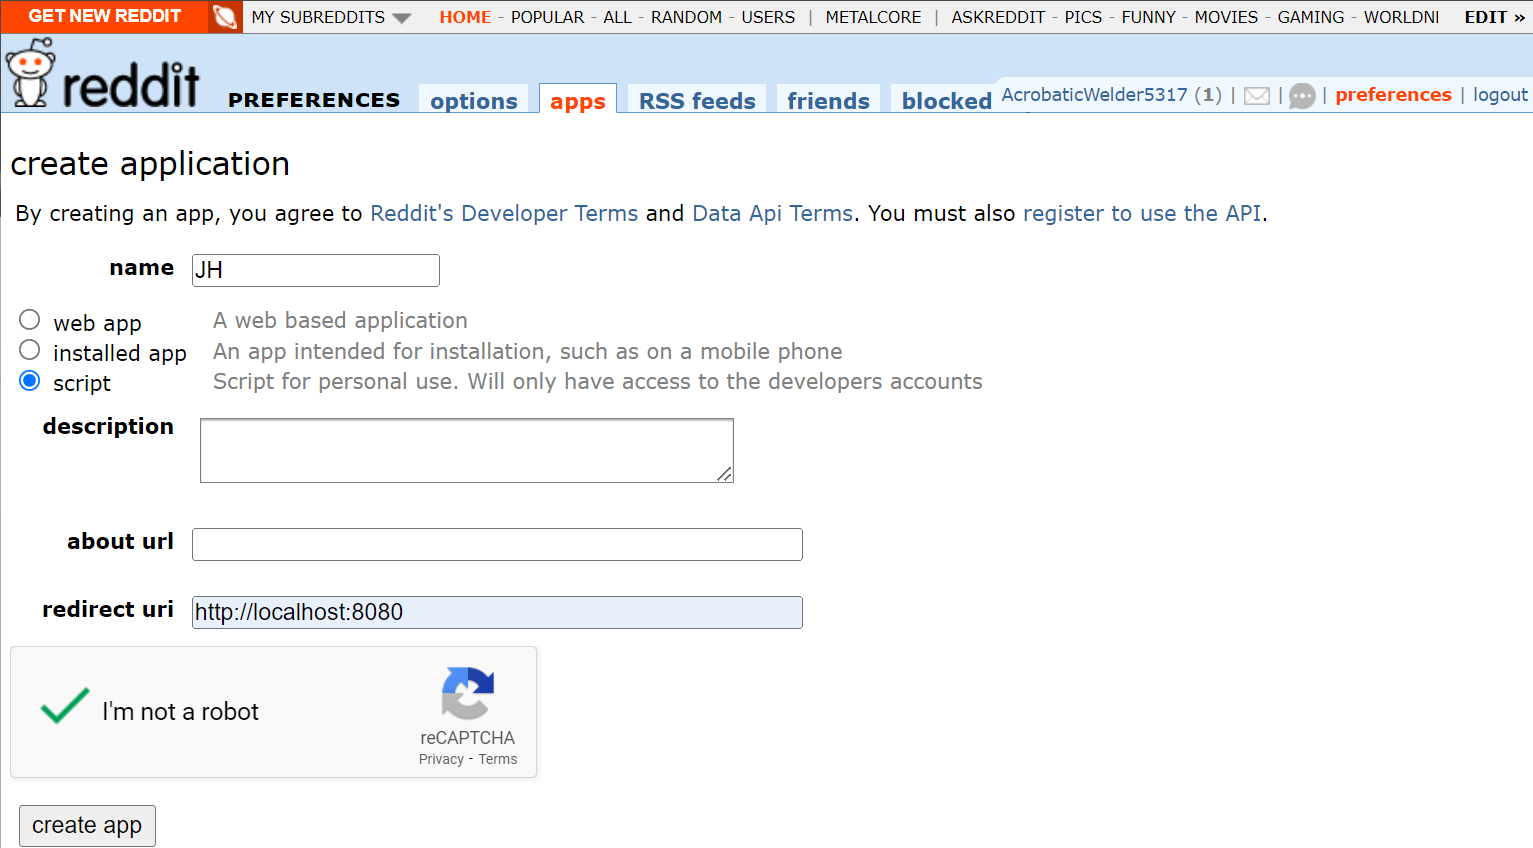 GET NEW REDDIT MY SUBREDDITS HOME - POPULAR - ALL - RANDOM - USERS | METALCORE | ASKREDDIT - PICS - FUNNY - MOVIES - GAMING - WORLDNI EDIT »
reddit PREFERENCES options apps RSS feeds friends blocked AcrobaticWelder5317 (1) | | | preferences | logout
create application
By creating an app, you agree to Reddit's Developer Terms and Data Api Terms. You must also register to use the API.
name JH
web app A web based application
installed app An app intended for installation, such as on a mobile phone
script Script for personal use. Will only have access to the developers accounts
description
about url
redirect uri http://localhost:8080
I'm not a robot
reCAPTCHA
Privacy - Terms
create app